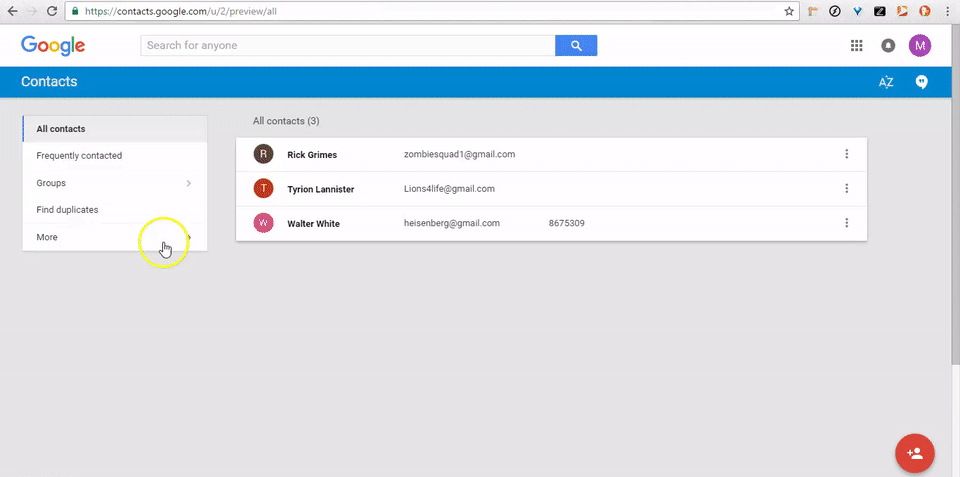 https://contacts.google.com/u/2/preview/all
Google
Search for anyone
M
Contacts
AZ
All contacts
Frequently contacted
Groups
Find duplicates
More
All contacts (3)
R Rick Grimes zombiesquad1@gmail.com
T Tyrion Lannister Lions4life@gmail.com
W Walter White heisenberg@gmail.com 8675309